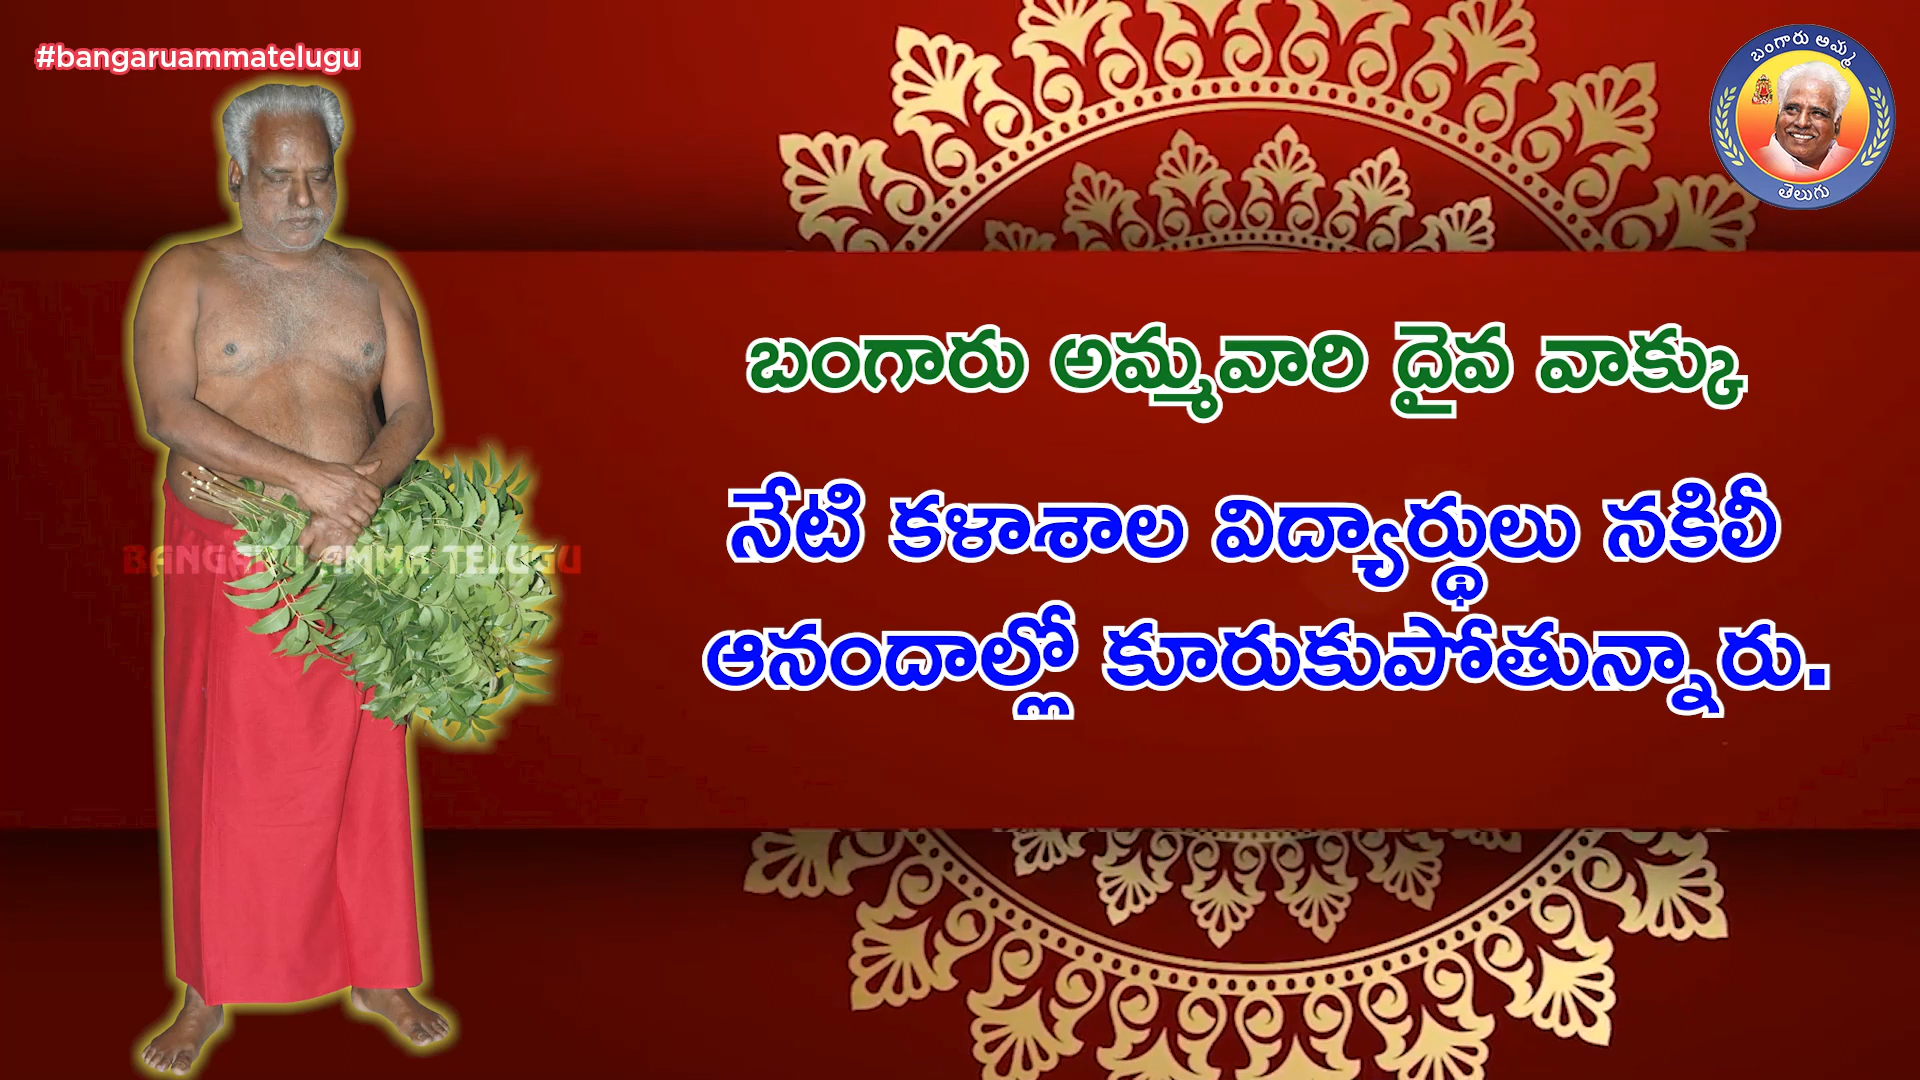 #bangaruammatelugu
బంగారు అమ్మ
తెలుగు
బంగారు అమ్మవారి దైవ వాక్కు
నేటి కళాశాల విద్యార్థులు నకిలీ
ఆనందాల్లో కూరుకుపోతున్నారు.
BANGARU AMMA TELUGU